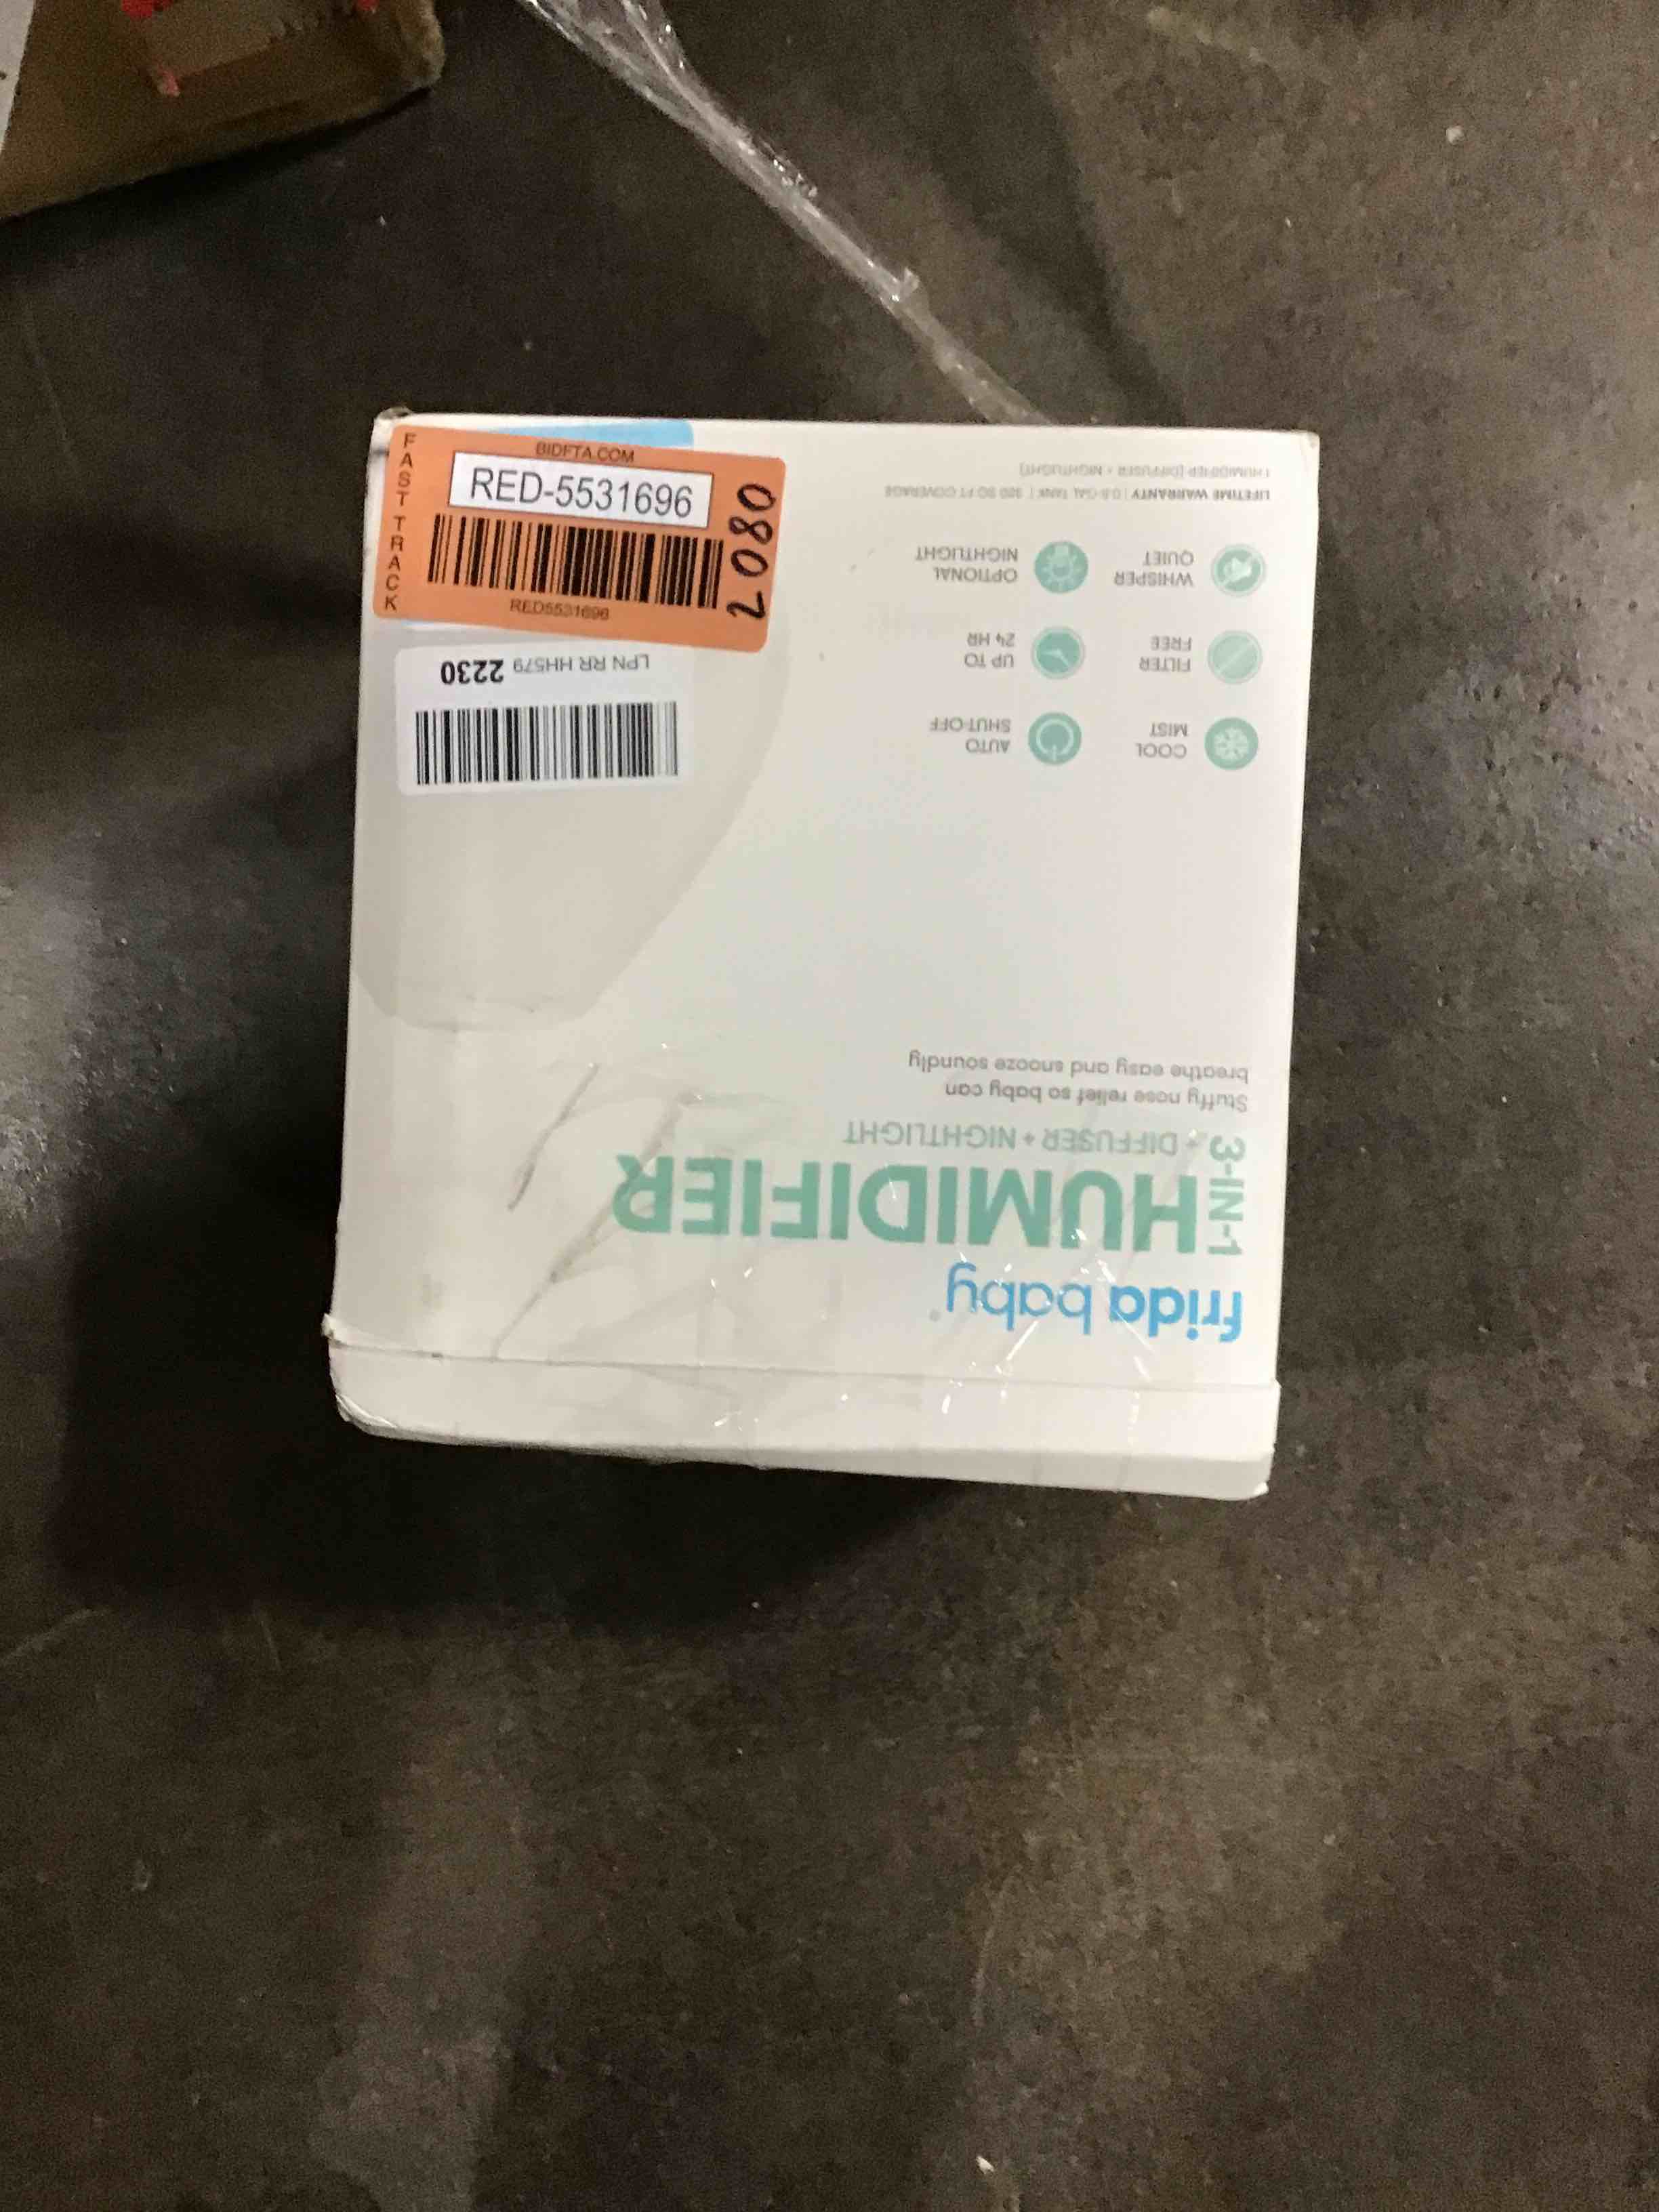 BIDFTA.COM
FAST TRACK
RED-5531696
RED5531696
0802
LPN RR HH579 2230
frida baby
3-IN-1
HUMIDIFIER
+ DIFFUSER + NIGHTLIGHT
Stuffy nose relief so baby can
breathe easy and snooze soundly
COOL
MIST
AUTO
SHUT-OFF
FILTER
FREE
UP TO
24 HR
WHISPER
QUIET
OPTIONAL
NIGHTLIGHT
LIFETIME WARRANTY | 0.5-GAL TANK | 350 SQ FT COVERAGE
1 HUMIDIFIER (DIFFUSER + NIGHTLIGHT)